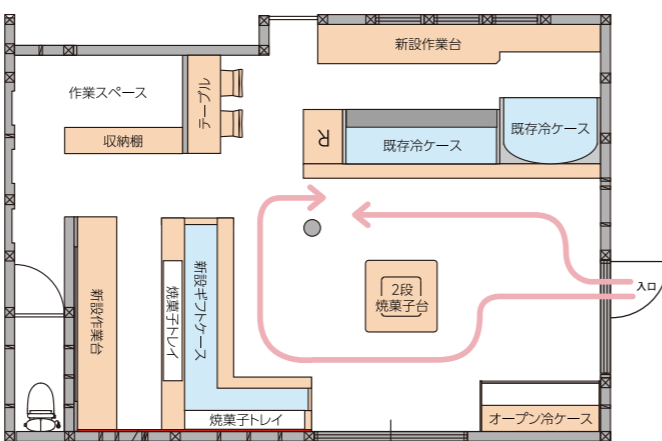 新設作業台
作業スペース
テーブル
収納棚
R
既存冷ケース
既存冷ケース
入口
2段
焼菓子台
新設作業台
焼菓子トレイ
新設ギフトケース
焼菓子トレイ
オープン冷ケース